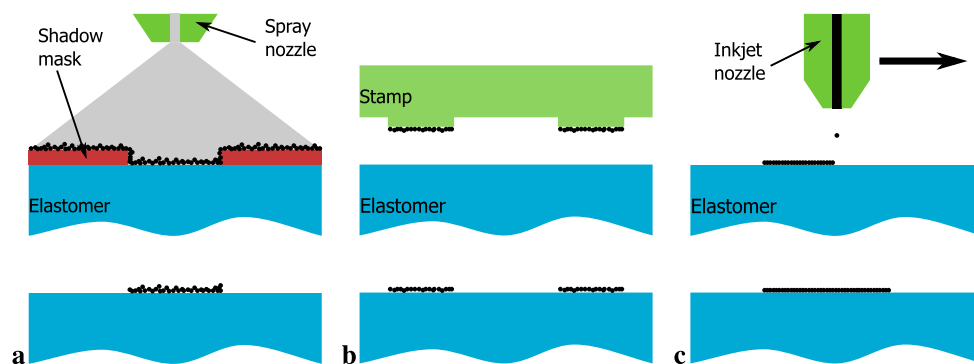 Shadow
mask
Spray
nozzle
Elastomer
a
Stamp
Elastomer
b
Inkjet
nozzle
Elastomer
c